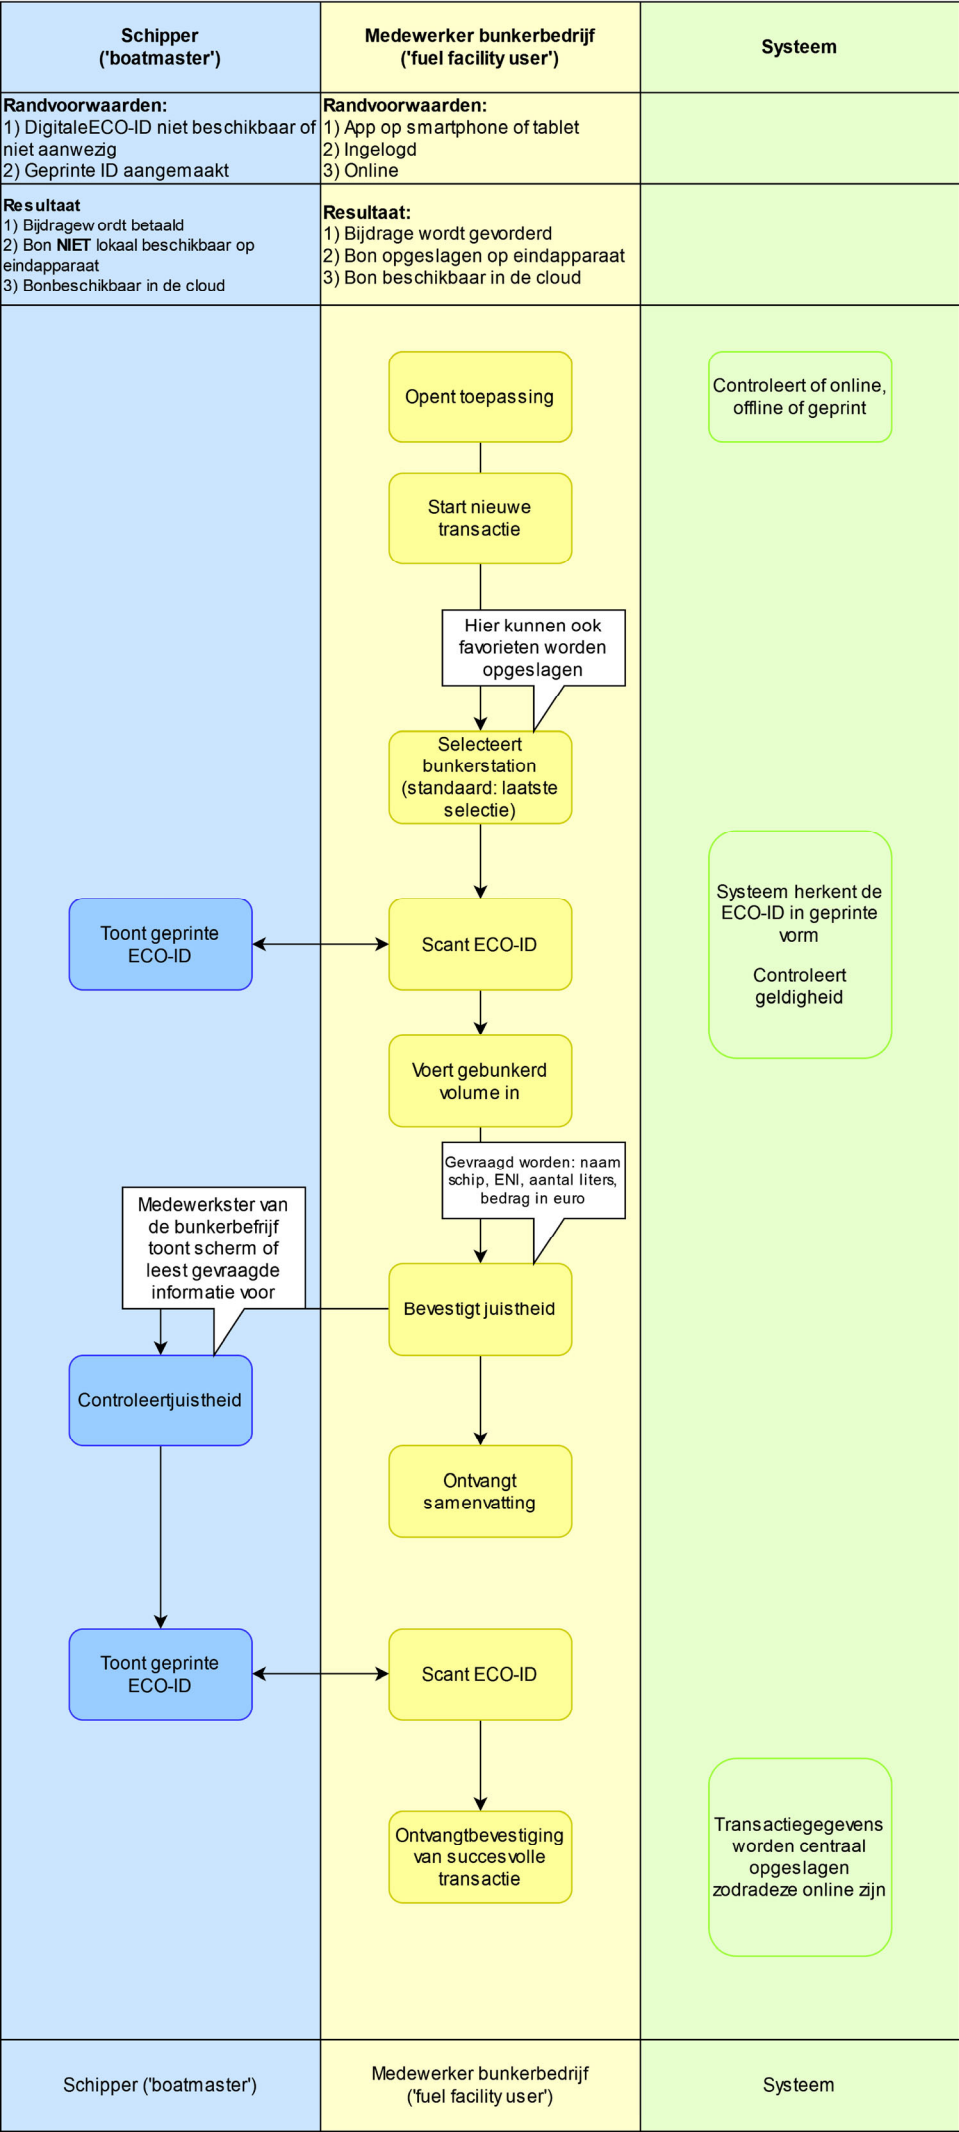 Schipper
('boatmaster')
Medewerker bunkerbedrijf
('fuel facility user')
Systeem
Randvoorwaarden:
1) DigitaleECO-ID niet beschikbaar of
niet aanwezig
2) Geprinte ID aangemaakt
Randvoorwaarden:
1) App op smartphone of tablet
2) Ingelogd
3) Online
Resultaat
1) Bijdragew ordt betaald
2) Bon NIET lokaal beschikbaar op
eindapparaat
3) Bonbeschikbaar in de cloud
Resultaat:
1) Bijdrage wordt gevorderd
2) Bon opgeslagen op eindapparaat
3) Bon beschikbaar in de cloud
Opent toepassing
Controleert of online,
offline of geprint
Start nieuwe
transactie
Hier kunnen ook
favorieten worden
opgeslagen
Selecteert
bunkerstation
(standaard: laatste
selectie)
Toont geprinte
ECO-ID
Scant ECO-ID
Systeem herkent de
ECO-ID in geprinte
vorm
Controleert
geldigheid
Voert gebunkerd
volume in
Gevraagd worden: naam
schip, ENI, aantal liters,
bedrag in euro
Medewerkster van
de bunkerbefrijf
toont scherm of
leest gevraagde
informatie voor
Bevestigt juistheid
Controleertjuistheid
Ontvangt
samenvatting
Toont geprinte
ECO-ID
Scant ECO-ID
Ontvangtbevestiging
van succesvolle
transactie
Transactiegegevens
worden centraal
opgeslagen
zodradeze online zijn
Schipper ('boatmaster')
Medewerker bunkerbedrijf
('fuel facility user')
Systeem